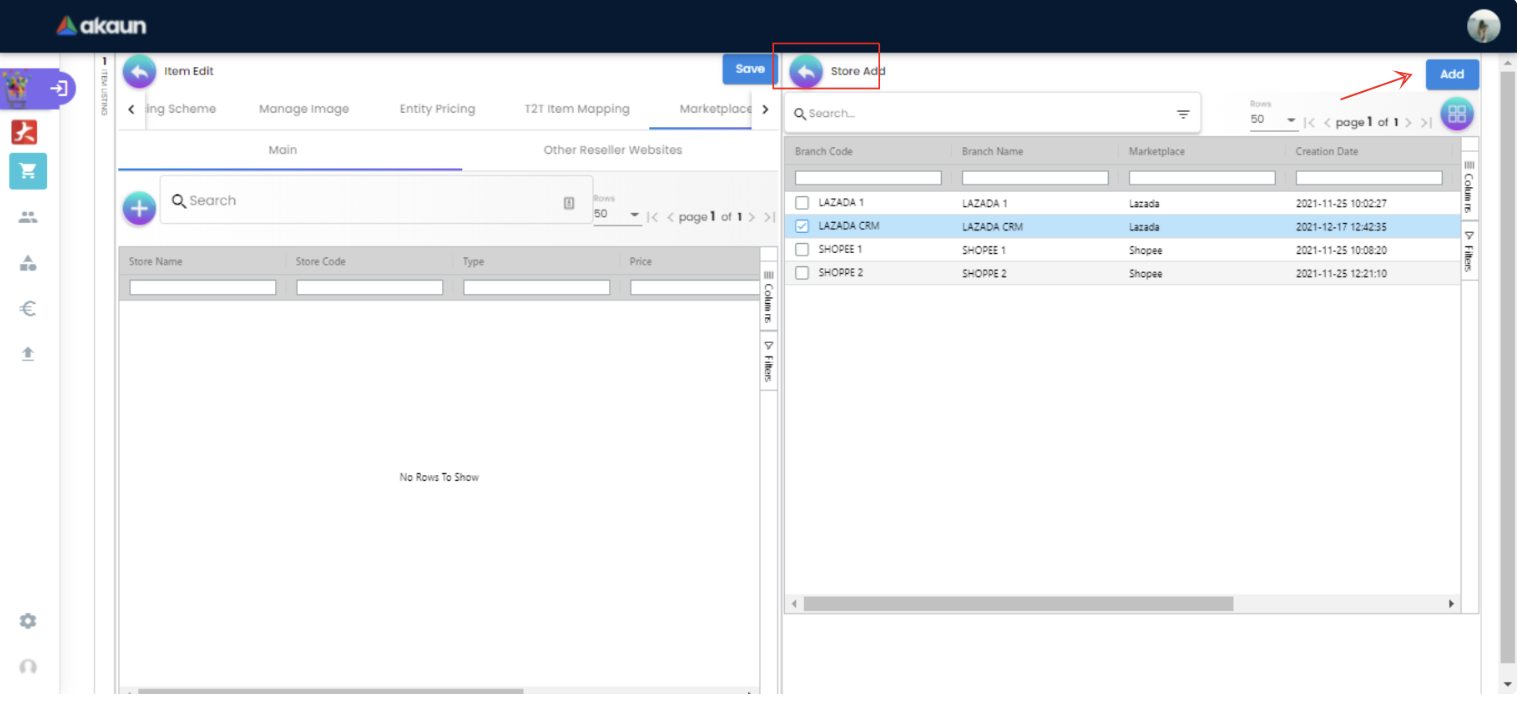 akaun
1 ITEM LISTING
Item Edit
Save
ing Scheme
Manage Image
Entity Pricing
T2T Item Mapping
Marketplace
Main
Other Reseller Websites
Search
Rows
50
page 1 of 1
Store Name
Store Code
Type
Price
Columns
Filters
No Rows To Show
Store Add
Add
Search...
Rows
50
page 1 of 1
Branch Code Branch Name Marketplace Creation Date
LAZADA 1 LAZADA 1 Lazada 2021-11-25 10:02:27
LAZADA CRM LAZADA CRM Lazada 2021-12-17 12:42:35
SHOPEE 1 SHOPEE 1 Shopee 2021-11-25 10:08:20
SHOPPE 2 SHOPPE 2 Shopee 2021-11-25 12:21:10
Columns
Filters